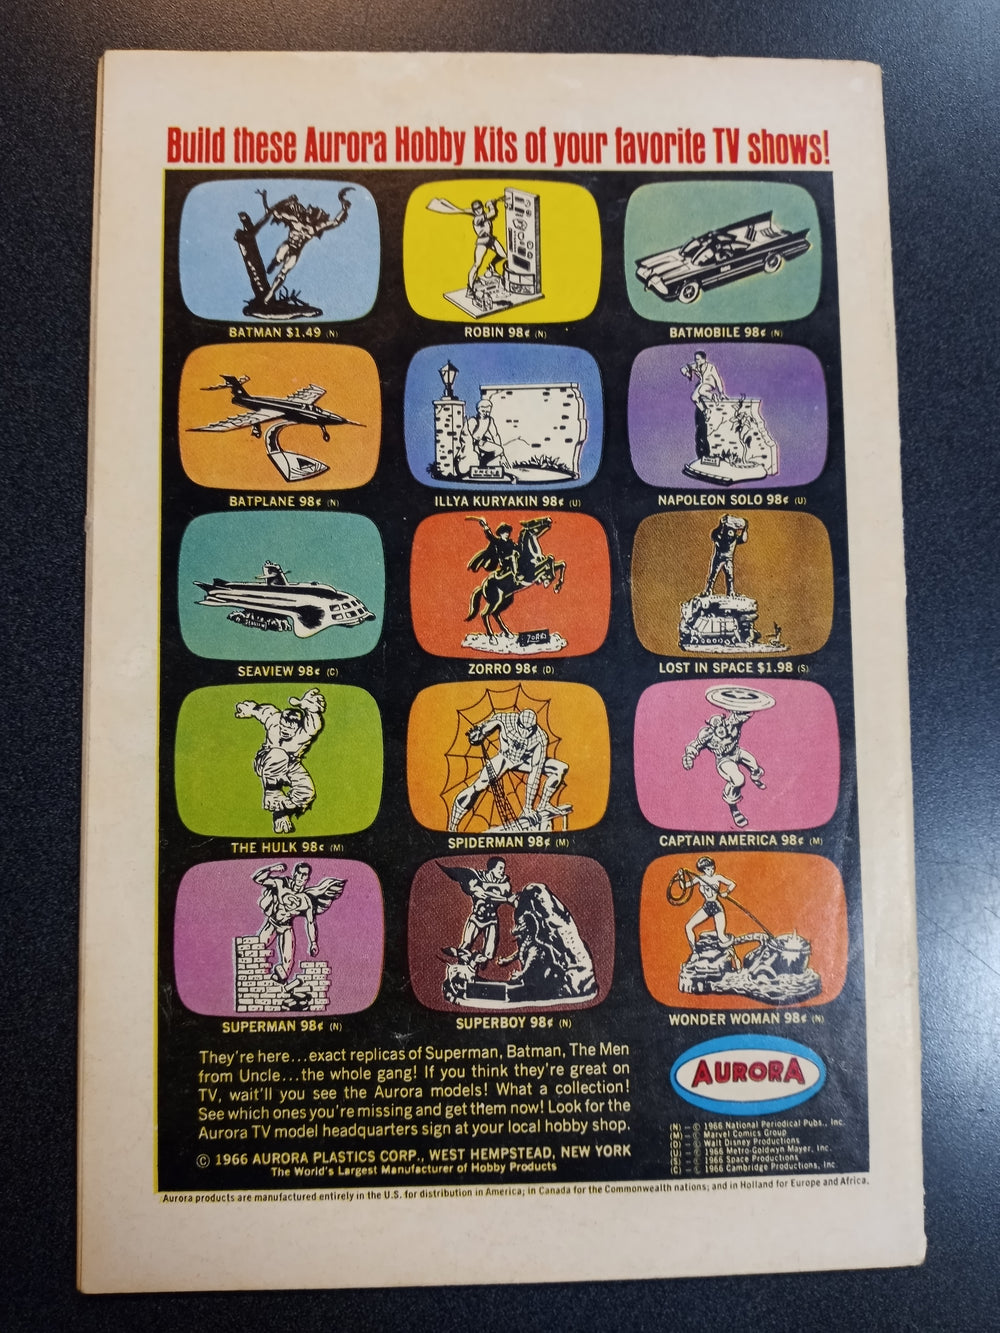 Build these Aurora Hobby Kits of your favorite TV shows!
BATMAN $1.49 (N)
ROBIN 98¢ (N)
BATMOBILE 98¢ (N)
BATPLANE 98¢ (N)
ILLYA KURYAKIN 98¢ (U)
NAPOLEON SOLO 98¢ (U)
SEAVIEW 98¢ (C)
ZORRO
ZORRO 98¢ (D)
LOST IN SPACE $1.98 (S)
THE HULK 98¢ (M)
SPIDERMAN 98¢ (M)
CAPTAIN AMERICA 98¢ (M)
SUPERMAN 98¢ (N)
SUPERBOY 98¢ (N)
WONDER WOMAN 98¢ (N)
They're here...exact replicas of Superman, Batman, The Men
from Uncle...the whole gang! If you think they're great on
TV, wait'll you see the Aurora models! What a collection!
See which ones you're missing and get them now! Look for the
Aurora TV model headquarters sign at your local hobby shop.
© 1966 AURORA PLASTICS CORP., WEST HEMPSTEAD, NEW YORK
The World's Largest Manufacturer of Hobby Products
AURORA
(N) — © 1966 National Periodical Pubs., Inc.
(M) — © Marvel Comics Group
(D) — © Walt Disney Productions
(U) — © 1966 Metro-Goldwyn Mayer, Inc.
(S) — © 1966 Space Productions
(C) — © 1966 Cambridge Productions, Inc.
Aurora products are manufactured entirely in the U.S. for distribution in America; in Canada for the Commonwealth nations; and in Holland for Europe and Africa.